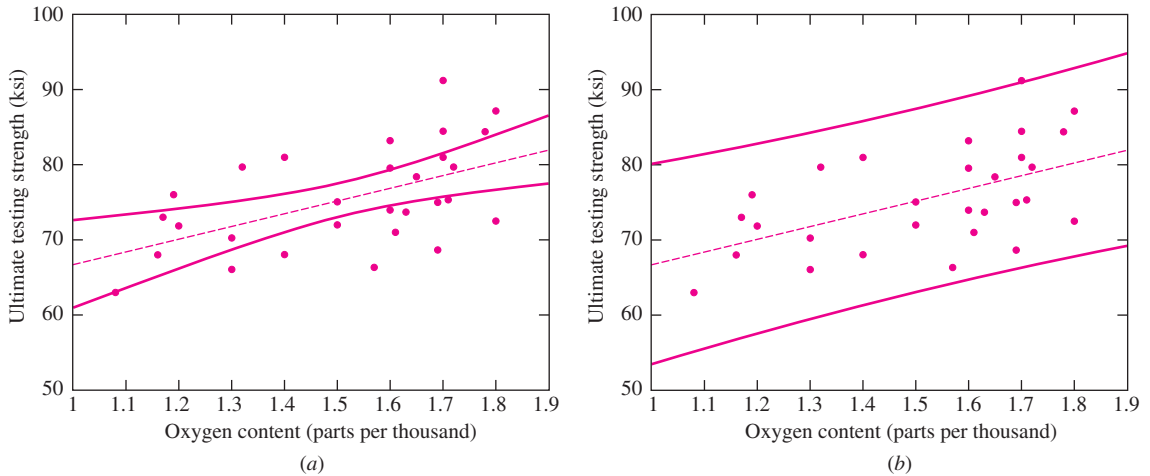 Ultimate testing strength (ksi)
100
90
80
70
60
50
1 1.1 1.2 1.3 1.4 1.5 1.6 1.7 1.8 1.9
Oxygen content (parts per thousand)
(a)
Ultimate testing strength (ksi)
100
90
80
70
60
50
1 1.1 1.2 1.3 1.4 1.5 1.6 1.7 1.8 1.9
Oxygen content (parts per thousand)
(b)